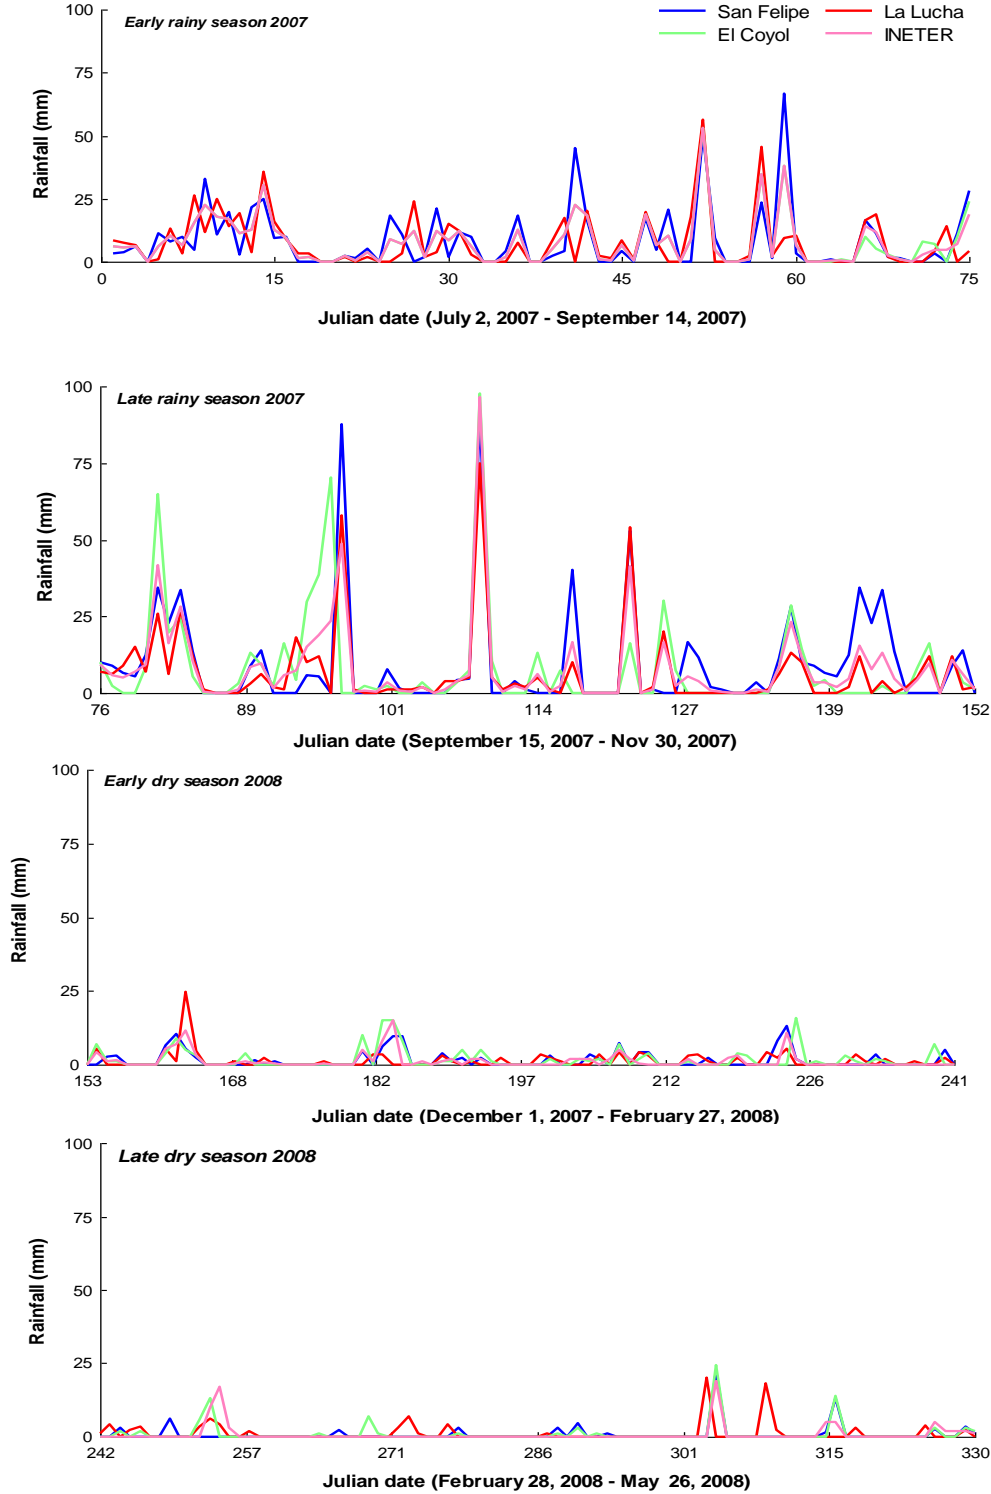 Early rainy season 2007
San Felipe
La Lucha
El Coyol
INETER
100
75
50
25
0
Rainfall (mm)
0 15 30 45 60 75
Julian date (July 2, 2007 - September 14, 2007)
Late rainy season 2007
100
75
50
25
0
Rainfall (mm)
76 89 101 114 127 139 152
Julian date (September 15, 2007 - Nov 30, 2007)
Early dry season 2008
100
75
50
25
0
Rainfall (mm)
153 168 182 197 212 226 241
Julian date (December 1, 2007 - February 27, 2008)
Late dry season 2008
100
75
50
25
0
Rainfall (mm)
242 257 271 286 301 315 330
Julian date (February 28, 2008 - May 26, 2008)